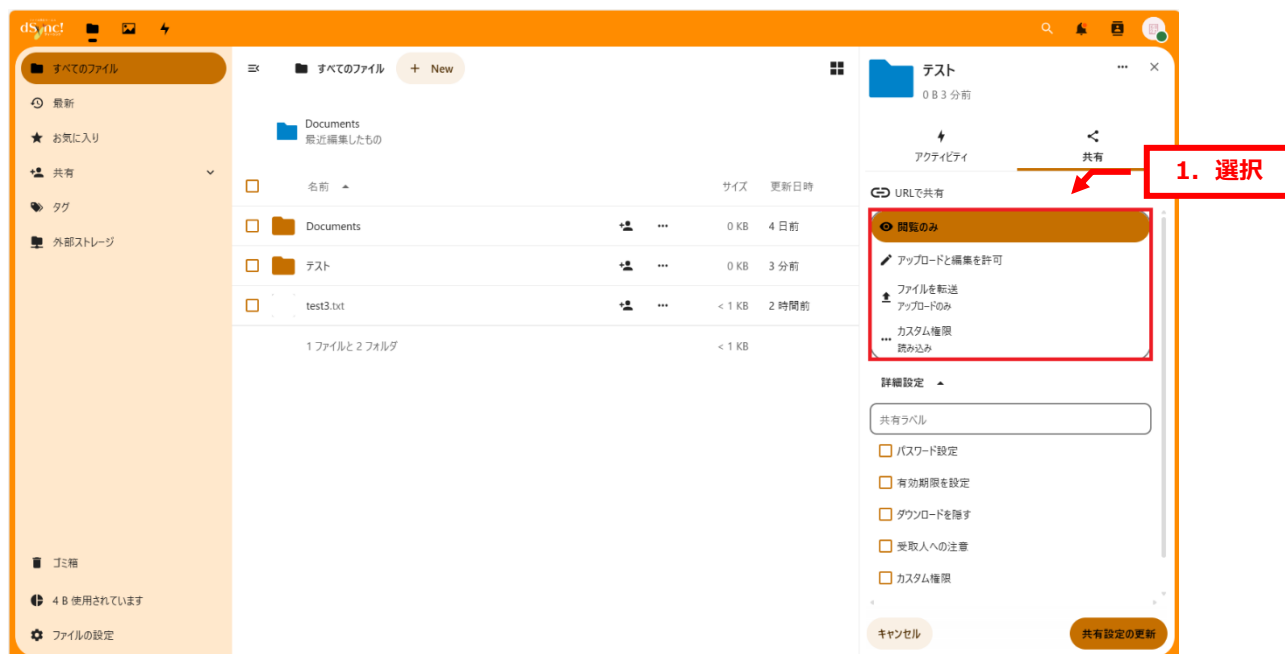 dSync!
すべてのファイル
最新
お気に入り
共有
タグ
外部ストレージ
ゴミ箱
4 B 使用されています
ファイルの設定
すべてのファイル
+ New
Documents
最近編集したもの
名前 サイズ 更新日時
Documents 0 KB 4 日前
テスト 0 KB 3 分前
test3.txt < 1 KB 2 時間前
1 ファイルと 2 フォルダ < 1 KB
テスト
0 B 3 分前
アクティビティ 共有
1. 選択
URLで共有
閲覧のみ
アップロードと編集を許可
ファイルを転送
アップロードのみ
カスタム権限
読み込み
詳細設定
共有ラベル
パスワード設定
有効期限を設定
ダウンロードを隠す
受取人への注意
カスタム権限
キャンセル 共有設定の更新